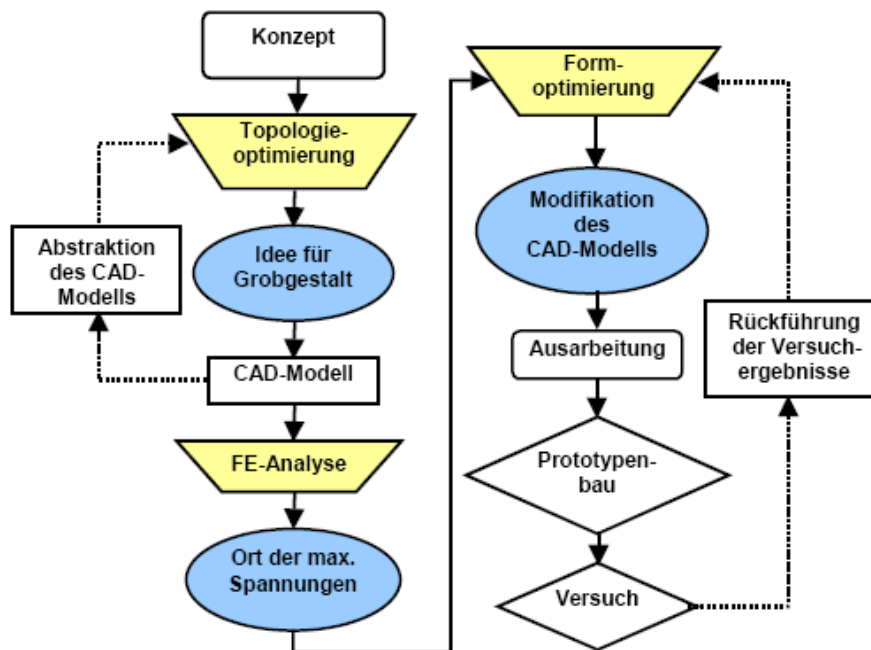 Konzept
Topologie-
optimierung
Idee für
Grobgestalt
Abstraktion
des CAD-
Modells
CAD-Modell
FE-Analyse
Ort der max.
Spannungen
Form-
optimierung
Modifikation
des
CAD-Modells
Ausarbeitung
Rückführung
der Versuch-
ergebnisse
Prototypen-
bau
Versuch